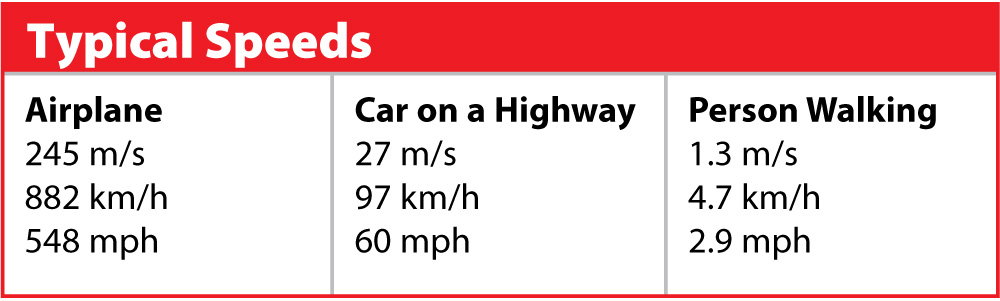 Typical Speeds
Airplane
245 m/s
882 km/h
548 mph
Car on a Highway
27 m/s
97 km/h
60 mph
Person Walking
1.3 m/s
4.7 km/h
2.9 mph